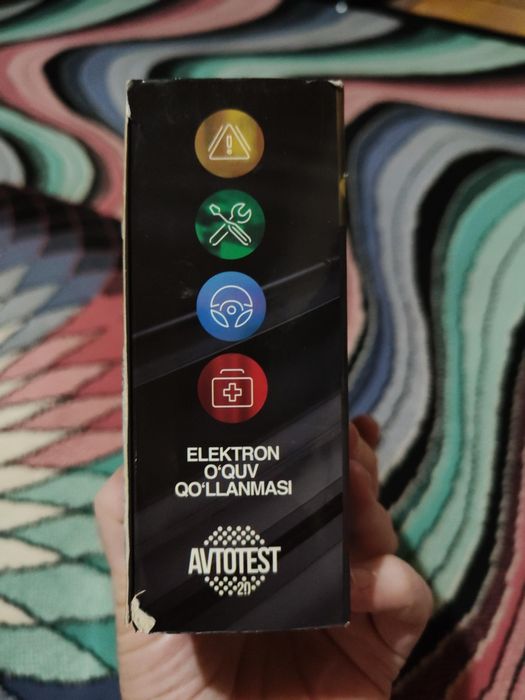 ELEKTRON
O‘QUV
QO‘LLANMASI
AVTOTEST
2.0